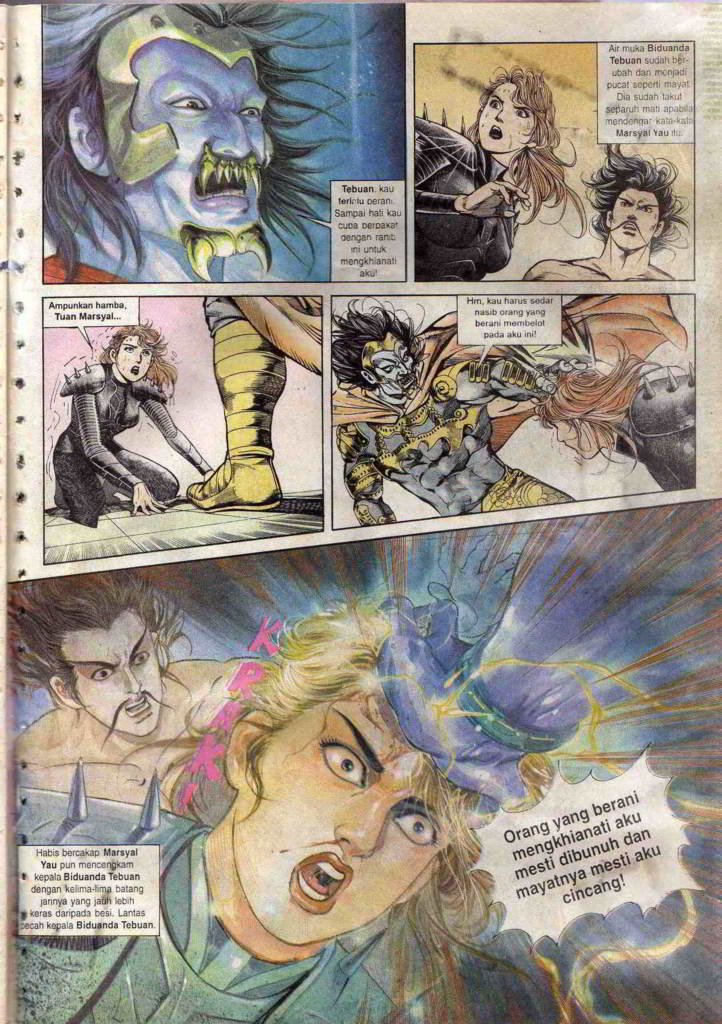 Tebuan, kau
terlalu berani.
Sampai hati kau
cuba berpakat
dengan ranib
ini untuk
mengkhianati
aku!
Air muka Biduanda
Tebuan sudah ber-
ubah dan menjadi
pucat seperti mayat.
Dia sudah takut
separuh mati apabila
mendengar kata-kata
Marsyal Yau itu.
Ampunkan hamba,
Tuan Marsyal...
Hm, kau harus sedar
nasib orang yang
berani membelot
pada aku ini!
KRAKK!
Orang yang berani
mengkhianati aku
mesti dibunuh dan
mayatnya mesti aku
cincang!
Habis bercakap Marsyal
Yau pun mencengkam
kepala Biduanda Tebuan
dengan kelima-lima batang
jarinya yang jauh lebih
keras daripada besi. Lantas
pecah kepala Biduanda Tebuan.